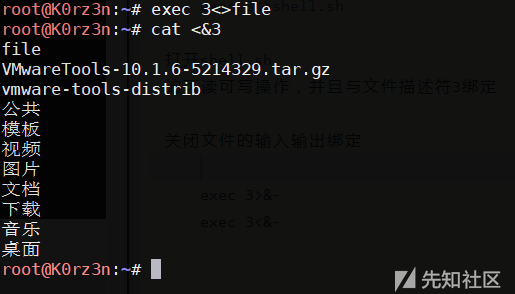 root@K0rz3n:~# exec 3<>file
root@K0rz3n:~# cat <&3
file
VMwareTools-10.1.6-5214329.tar.gz
vmware-tools-distrib
公共
模板
视频
图片
文档
下载
音乐
桌面
root@K0rz3n:~#
shell.sh
读可写操作，并且与文件描述符3绑定
关闭文件的输入输出绑定
exec 3>&-
exec 3<&-
先知社区